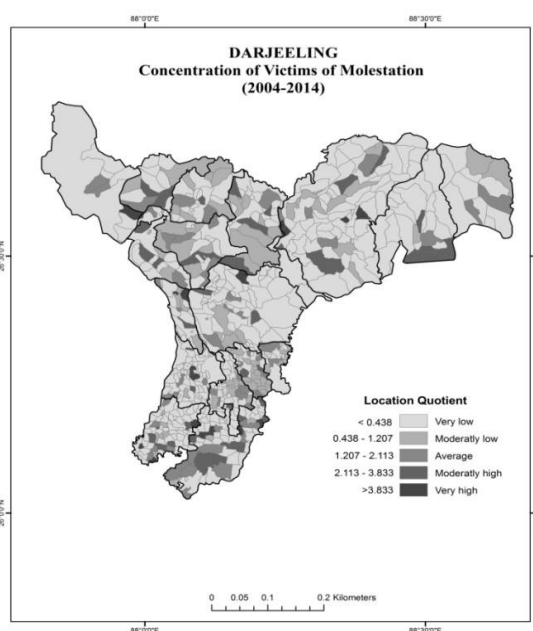 88°0'0"E 88°30'0"E
DARJEELING
Concentration of Victims of Molestation
(2004-2014)
Location Quotient
< 0.438 Very low
0.438 - 1.207 Moderatly low
1.207 - 2.113 Average
2.113 - 3.833 Moderatly high
>3.833 Very high
0 0.05 0.1 0.2 Kilometers
88°0'0"E 88°30'0"E